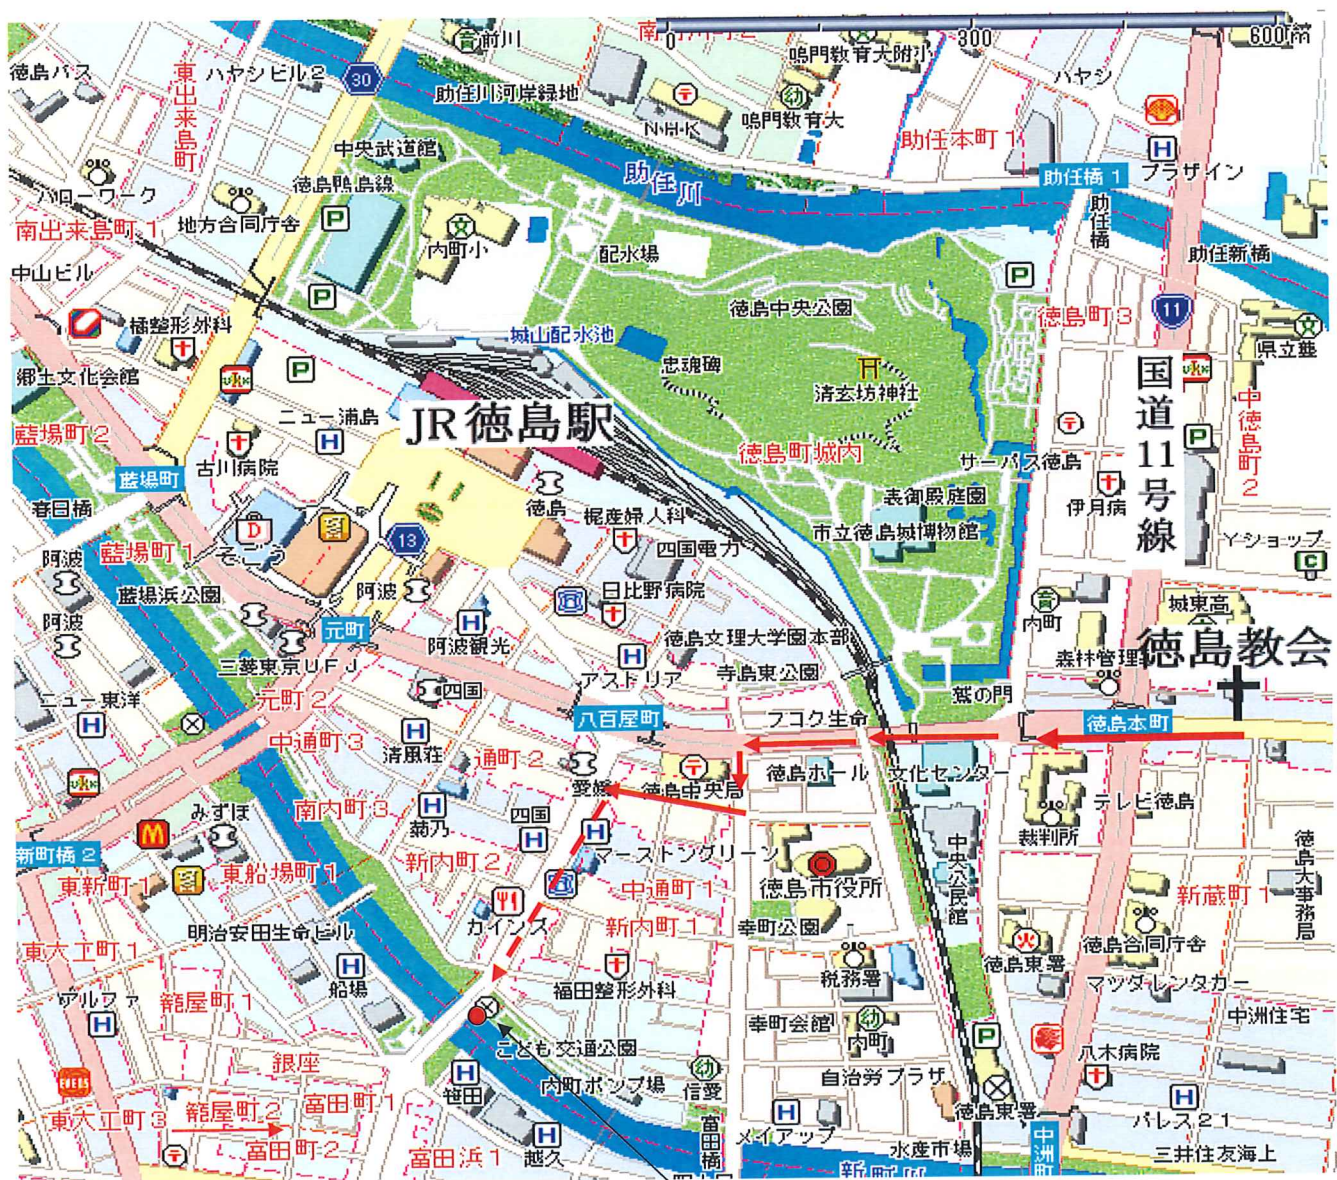 0
300
600m
前川
鳴門教育大附小
徳島バス
ハヤシビル2
30
東出来島町
助任川河岸緑地
NHK
鳴門教育大
ハヤシ
助任本町1
中央武道館
助任川
助任橋1
プラザイン
ハローワーク
徳島鴨島線
地方合同庁舎
P
内町小
配水場
助任橋
助任新橋
南出来島町1
中山ビル
P
P
徳島中央公園
徳島町3
11
橘整形外科
城山配水池
忠魂碑
清玄坊神社
国道11号線
郷土文化会館
P
ニュー浦島
JR徳島駅
中徳島町2
藍場町2
古川病院
徳島町城内
サーパス徳島
P
藍場町
春日橋
徳島
梶産婦人科
表御殿庭園
伊月病
市立徳島城博物館
四国電力
そごう
13
Yショップ
藍場町1
阿波
藍場浜公園
阿波
日比野病院
内町
城東高
阿波
元町
阿波観光
徳島文理大学園本部
徳島教会
三菱東京UFJ
アストリア
寺島東公園
森林管理
鷲の門
ニュー東洋
元町2
四国
八百屋町
フコク生命
徳島本町
中通町3
清風荘
通町2
愛媛
徳島中央局
徳島ホール
文化センター
テレビ徳島
南内町3
みずほ
菊乃
四国
マーストングリーン
裁判所
新町橋2
東新町1
東船場町1
新内町2
中通町1
徳島市役所
中央公民館
新蔵町1
徳島大事務局
カインズ
新内町1
幸町公園
明治安田生命ビル
東大工町1
税務署
徳島東署
徳島合同庁舎
船場
福田整形外科
マツダレンタカー
アルファ
籠屋町1
幸町会館
内町
中洲住宅
銀座
こども交通公園
P
八木病院
内町ポンプ場
信愛
自治労プラザ
笹田
徳島東署
東大工町3
籠屋町2
富田町1
富田橋
メイアップ
パレス21
富田町2
富田浜1
越久
水産市場
三井住友海上